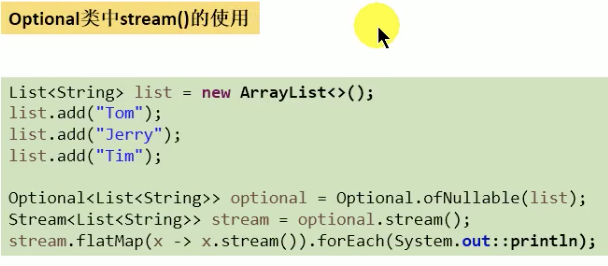 Optional类中stream()的使用
List<String> list = new ArrayList<>();
list.add("Tom");
list.add("Jerry");
list.add("Tim");
Optional<List<String>> optional = Optional.ofNullable(list);
Stream<List<String>> stream = optional.stream();
stream.flatMap(x -> x.stream()).forEach(System.out::println);